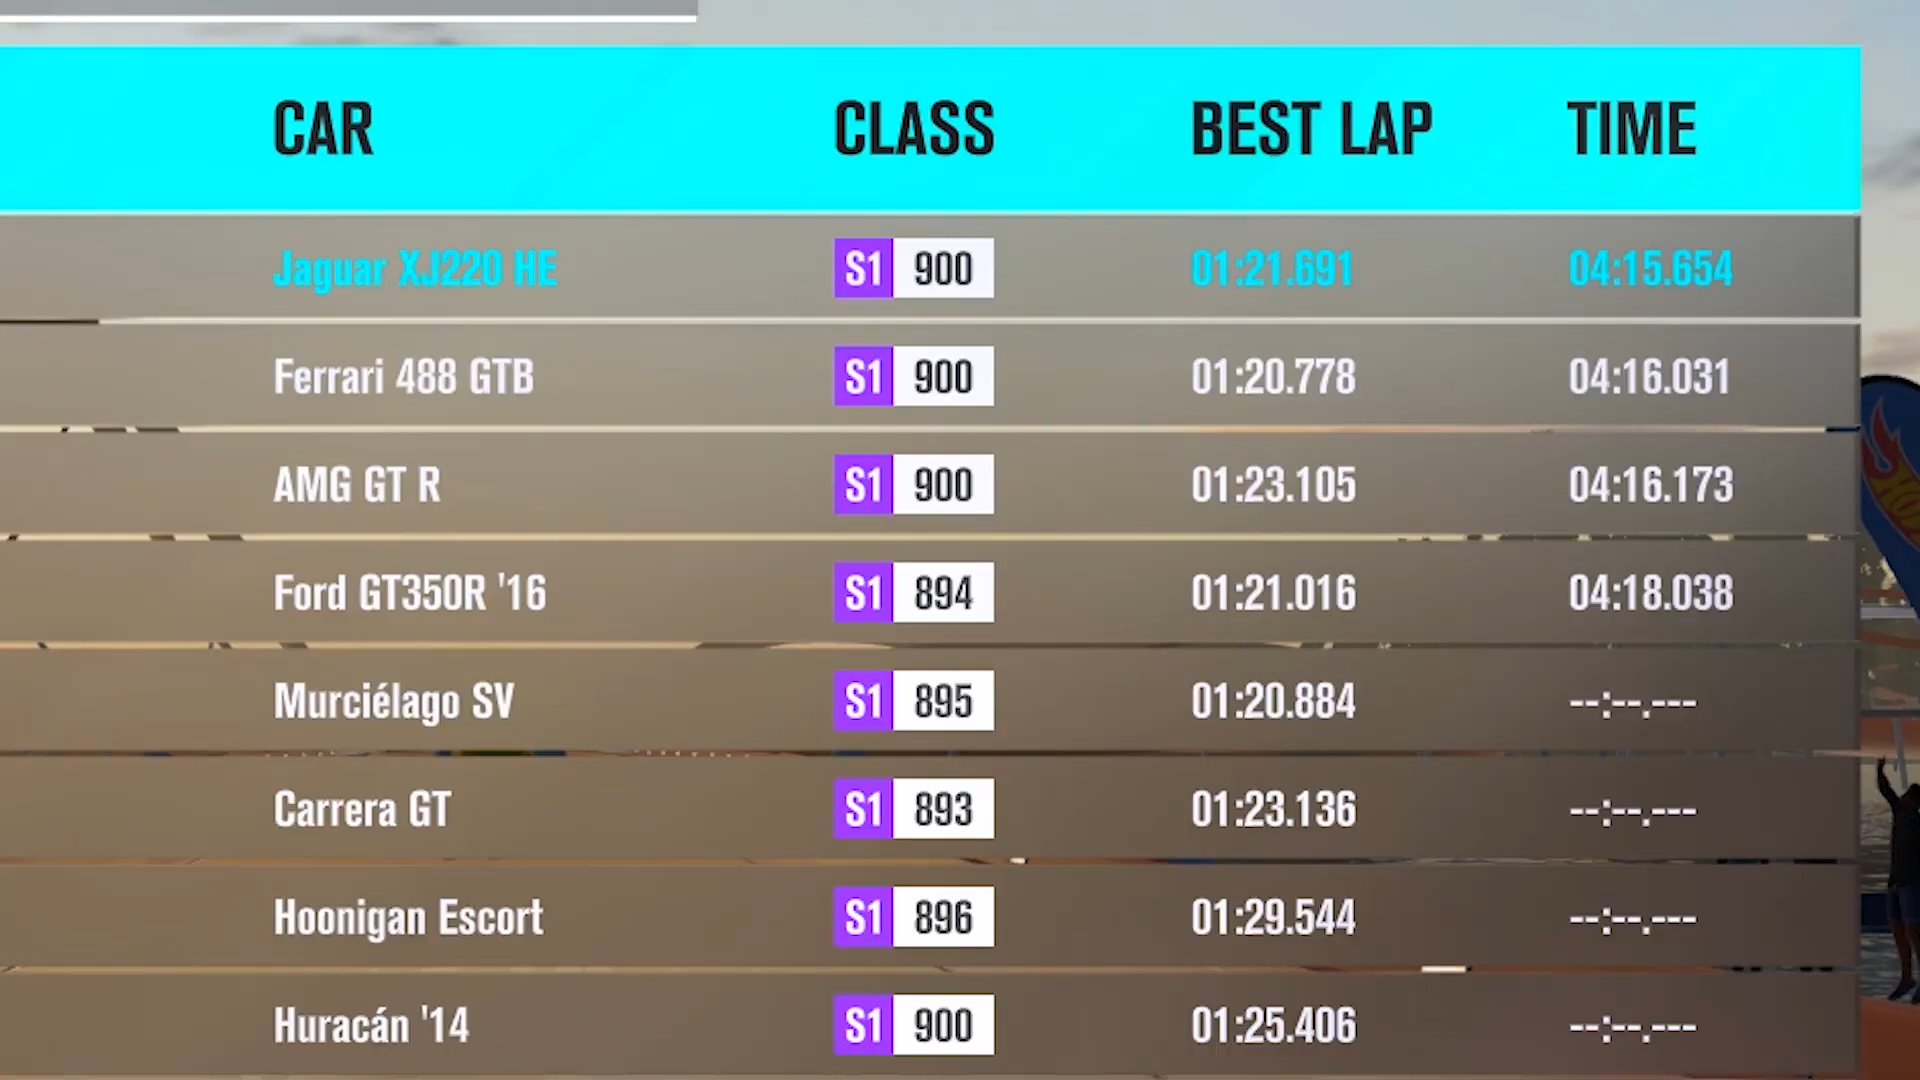 CAR CLASS BEST LAP TIME
Jaguar XJ220 HE S1 900 01:21.691 04:15.654
Ferrari 488 GTB S1 900 01:20.778 04:16.031
AMG GT R S1 900 01:23.105 04:16.173
Ford GT350R '16 S1 894 01:21.016 04:18.038
Murciélago SV S1 895 01:20.884 --:--.---
Carrera GT S1 893 01:23.136 --:--.---
Hoonigan Escort S1 896 01:29.544 --:--.---
Huracán '14 S1 900 01:25.406 --:--.---